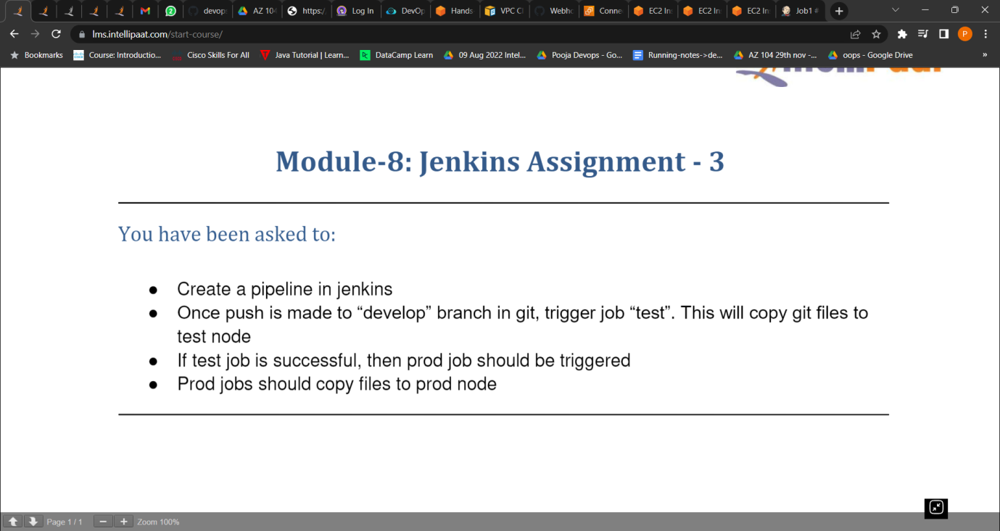 devop:
AZ 104
https:/
Log In
DevOp
Hands
VPC Cl
Webho
Conne
EC2 In
EC2 In
EC2 In
Job1 #
lms.intellipaat.com/start-course/
P
Bookmarks
Course: Introductio...
Cisco Skills For All
Java Tutorial | Learn...
DataCamp Learn
09 Aug 2022 Intel...
Pooja Devops - Go...
Running-notes->de...
AZ 104 29th nov -...
oops - Google Drive
»
Module-8: Jenkins Assignment - 3
You have been asked to:
● Create a pipeline in jenkins
● Once push is made to “develop” branch in git, trigger job “test”. This will copy git files to
test node
● If test job is successful, then prod job should be triggered
● Prod jobs should copy files to prod node
Page 1 / 1
Zoom 100%